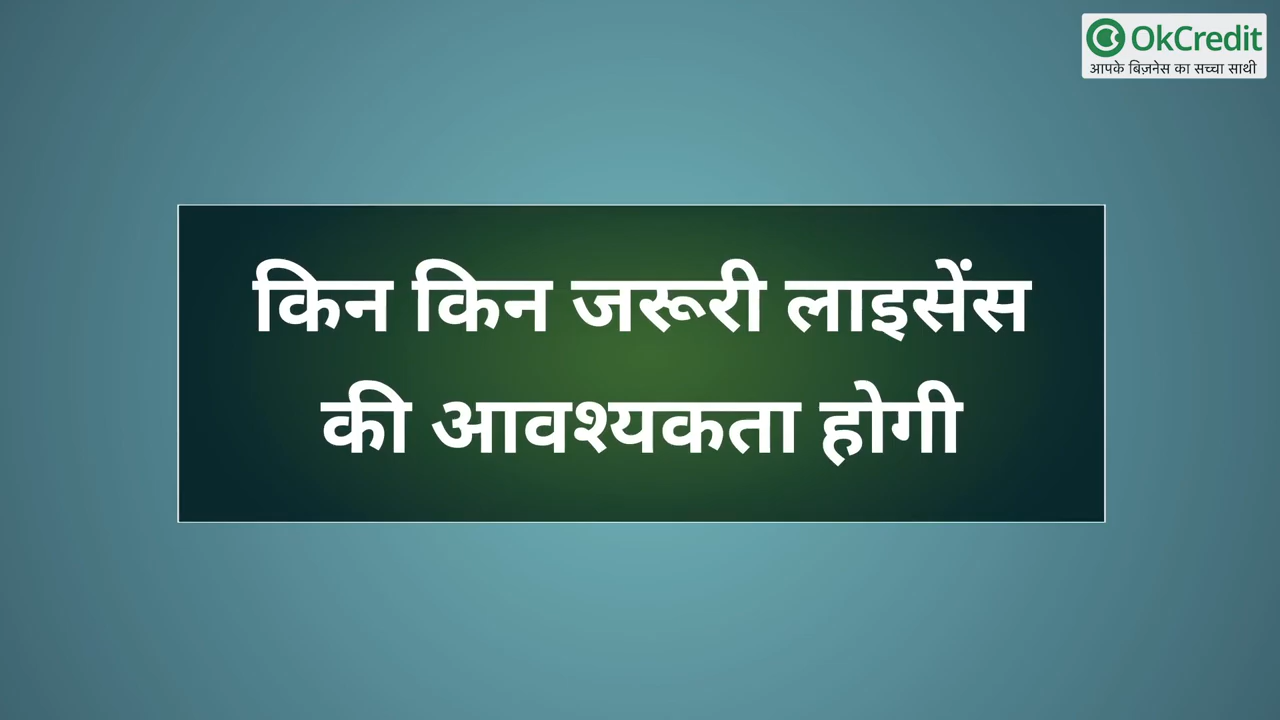 OkCredit
आपके बिज़नेस का सच्चा साथी
किन किन जरूरी लाइसेंस
की आवश्यकता होगी